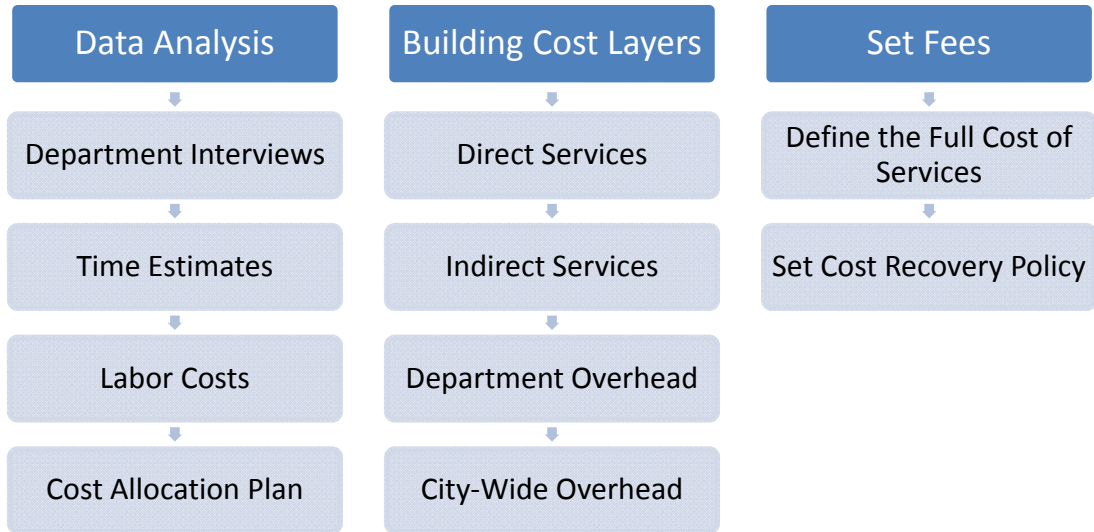 Data Analysis
Department Interviews
Time Estimates
Labor Costs
Cost Allocation Plan
Building Cost Layers
Direct Services
Indirect Services
Department Overhead
City-Wide Overhead
Set Fees
Define the Full Cost of
Services
Set Cost Recovery Policy